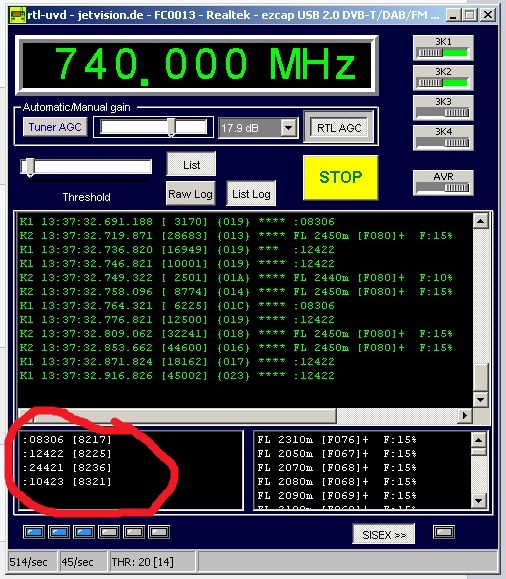 rtl-uvd - jetvision.de - FC0013 - Realtek - ezcap USB 2.0 DVB-T/DAB/FM ...
740.000 MHz
3K1
3K2
3K3
3K4
AVR
Automatic/Manual gain
Tuner AGC
17.9 dB
RTL AGC
Threshold
List
Raw Log
List Log
STOP
K1 13:37:32.691.188 [ 3170] {019} **** :08306
K2 13:37:32.719.871 [28683] {013} **** FL 2450m [F080]+ F:15%
K1 13:37:32.736.820 [16949] {019} *** :12422
K1 13:37:32.746.821 [10001] {019} *** :12422
K2 13:37:32.749.322 [ 2501] {01A} **** FL 2440m [F080]+ F:10%
K2 13:37:32.758.096 [ 8774] {014} **** FL 2450m [F080]+ F:15%
K1 13:37:32.764.321 [ 6225] {01C} **** :08306
K1 13:37:32.776.821 [12500] {019} **** :12422
K2 13:37:32.809.062 [32241] {018} **** FL 2450m [F080]+ F:15%
K2 13:37:32.853.662 [44600] {016} **** FL 2450m [F080]+ F:15%
K1 13:37:32.871.824 [18162] {017} **** :12422
K1 13:37:32.916.826 [45002] {023} **** :12422
:08306 [8217]
:12422 [8225]
:24421 [8236]
:10423 [8321]
FL 2310m [F076]+ F:15%
FL 2050m [F067]+ F:15%
FL 2070m [F068]+ F:15%
FL 2080m [F068]+ F:15%
FL 2090m [F069]+ F:15%
SISEX >>
514/sec
45/sec
THR: 20 [14]